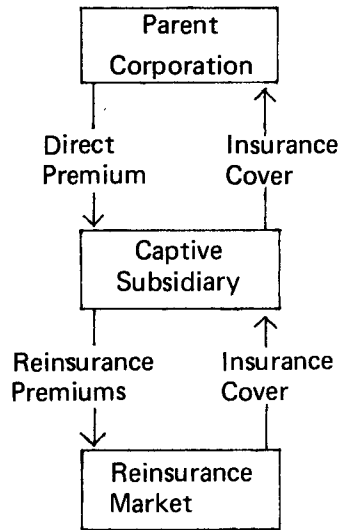 Parent
Corporation
Direct
Premium
Insurance
Cover
Captive
Subsidiary
Reinsurance
Premiums
Insurance
Cover
Reinsurance
Market